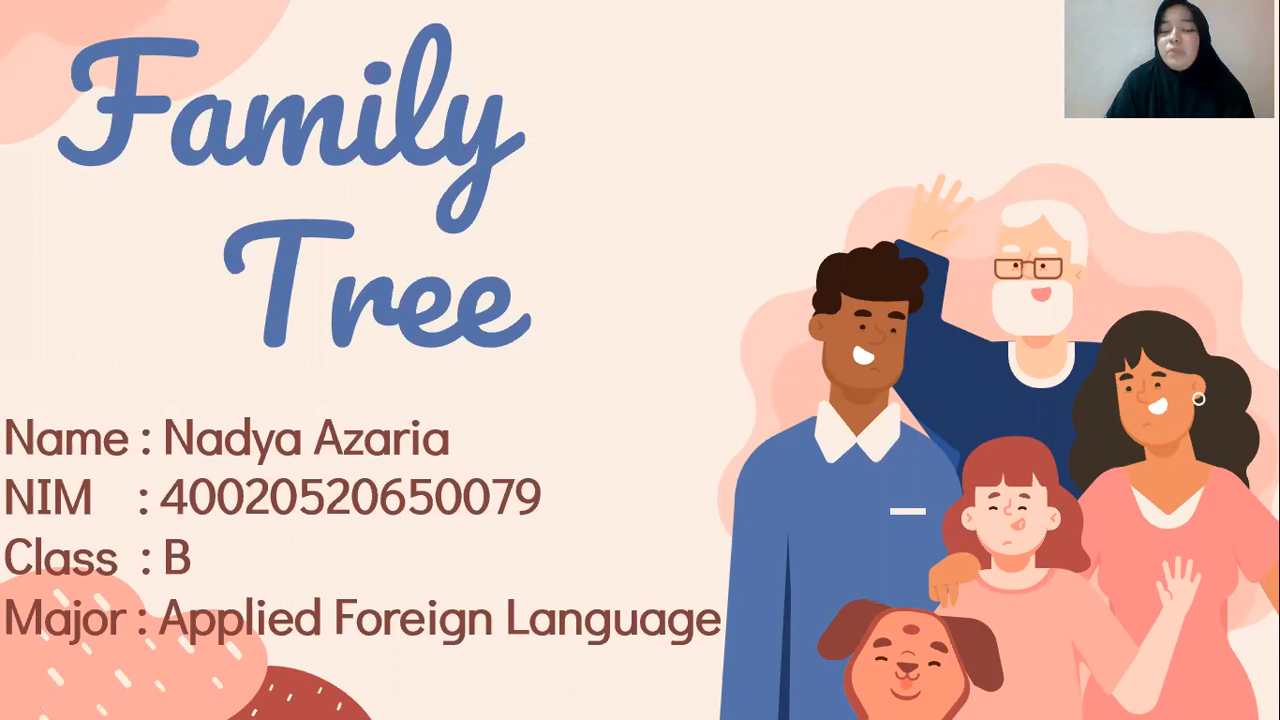 Family
Tree
Name : Nadya Azaria
NIM : 40020520650079
Class : B
Major : Applied Foreign Language